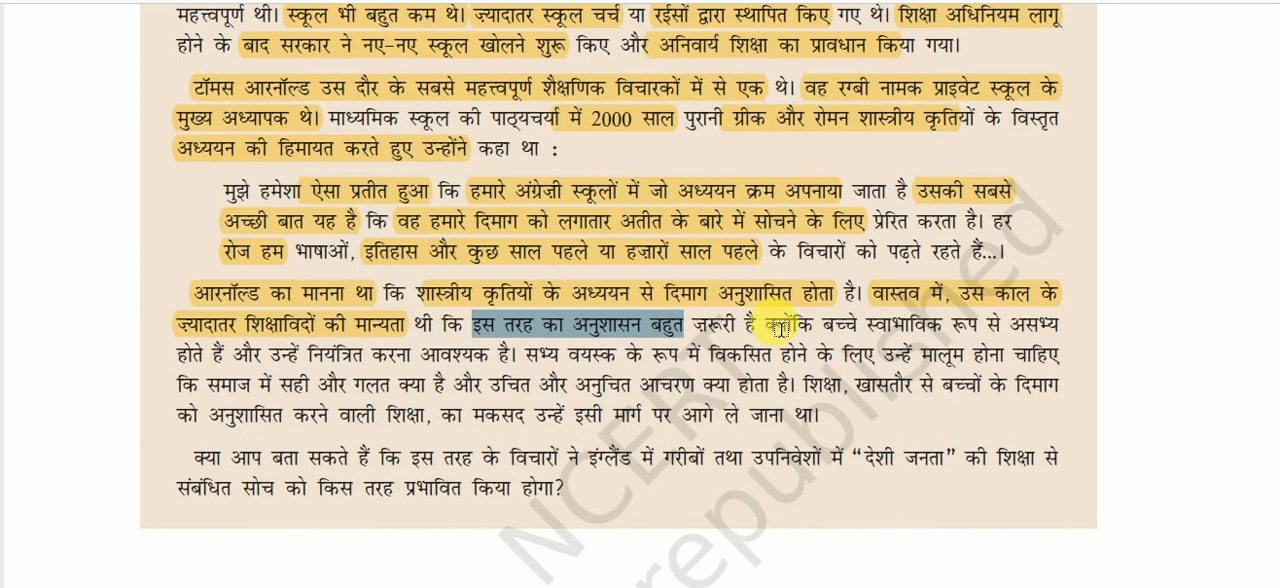 महत्त्वपूर्ण थी। स्कूल भी बहुत कम थे। ज़्यादातर स्कूल चर्च या रईसों द्वारा स्थापित किए गए थे। शिक्षा अधिनियम लागू
होने के बाद सरकार ने नए-नए स्कूल खोलने शुरू किए और अनिवार्य शिक्षा का प्रावधान किया गया।
टॉमस आरनॉल्ड उस दौर के सबसे महत्त्वपूर्ण शैक्षणिक विचारकों में से एक थे। वह रग्बी नामक प्राइवेट स्कूल के
मुख्य अध्यापक थे। माध्यमिक स्कूल की पाठ्यचर्या में 2000 साल पुरानी ग्रीक और रोमन शास्त्रीय कृतियों के विस्तृत
अध्ययन की हिमायत करते हुए उन्होंने कहा था :
मुझे हमेशा ऐसा प्रतीत हुआ कि हमारे अंग्रेज़ी स्कूलों में जो अध्ययन क्रम अपनाया जाता है उसकी सबसे
अच्छी बात यह है कि वह हमारे दिमाग को लगातार अतीत के बारे में सोचने के लिए प्रेरित करता है। हर
रोज हम भाषाओं, इतिहास और कुछ साल पहले या हज़ारों साल पहले के विचारों को पढ़ते रहते हैं...।
आरनॉल्ड का मानना था कि शास्त्रीय कृतियों के अध्ययन से दिमाग अनुशासित होता है। वास्तव में, उस काल के
ज़्यादातर शिक्षाविदों की मान्यता थी कि इस तरह का अनुशासन बहुत ज़रूरी है क्योंकि बच्चे स्वाभाविक रूप से असभ्य
होते हैं और उन्हें नियंत्रित करना आवश्यक है। सभ्य वयस्क के रूप में विकसित होने के लिए उन्हें मालूम होना चाहिए
कि समाज में सही और गलत क्या है और उचित और अनुचित आचरण क्या होता है। शिक्षा, खासतौर से बच्चों के दिमाग
को अनुशासित करने वाली शिक्षा, का मकसद उन्हें इसी मार्ग पर आगे ले जाना था।
क्या आप बता सकते हैं कि इस तरह के विचारों ने इंग्लैंड में गरीबों तथा उपनिवेशों में “देशी जनता” की शिक्षा से
संबंधित सोच को किस तरह प्रभावित किया होगा?
NCERT
republished